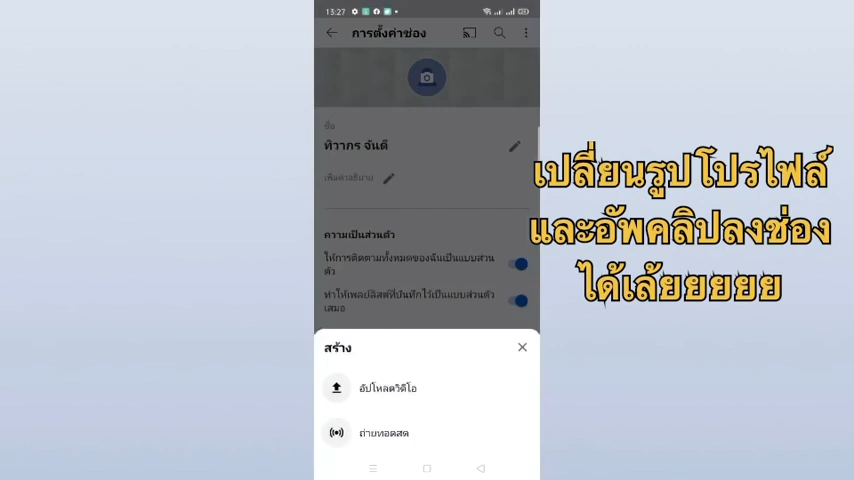 13:27
การตั้งค่าช่อง
ชื่อ
ทิวากร จันดี
เพิ่มคำอธิบาย
ความเป็นส่วนตัว
ให้การติดตามทั้งหมดของฉันเป็นแบบส่วน
ตัว
ทำให้เพลย์ลิสต์ที่บันทึกไว้เป็นแบบส่วนตัว
เสมอ
สร้าง
อัปโหลดวิดีโอ
ถ่ายทอดสด
เปลี่ยนรูปโปรไฟล์
และอัพคลิปลงช่อง
ได้เล้ยยยยย